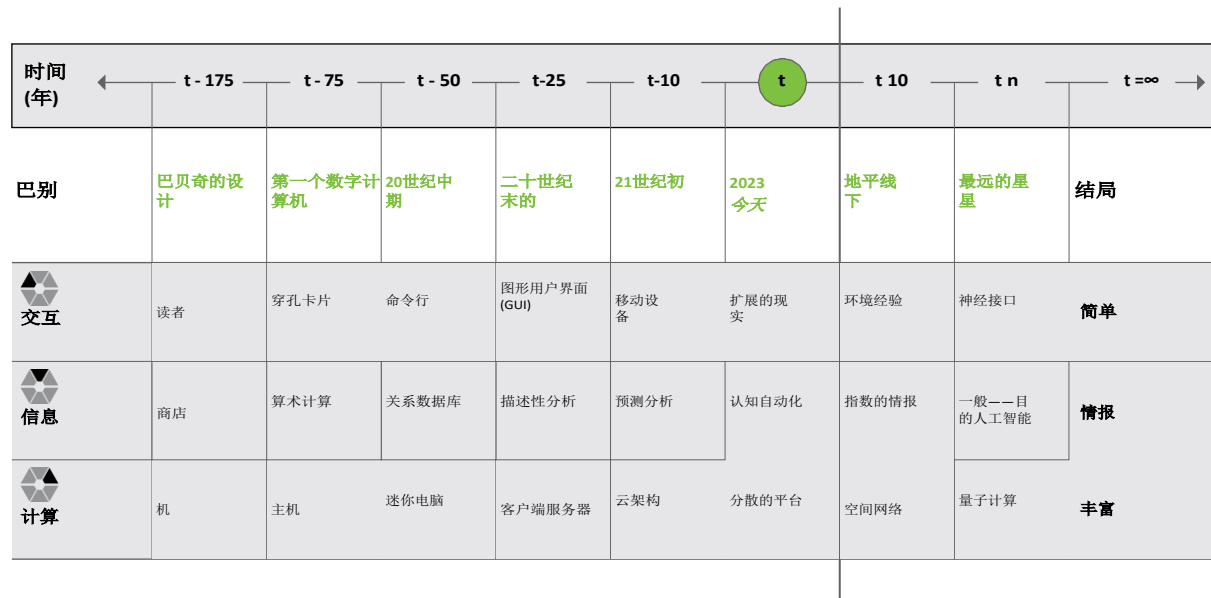 时间
(年)
t - 175
t - 75
t - 50
t-25
t-10
t
t 10
t n
t =∞
巴别
巴贝奇的设
计
第一个数字计
算机
20世纪中
期
二十世纪
末的
21世纪初
2023
今天
地平线
下
最远的星
星
结局
交互
读者
穿孔卡片
命令行
图形用户界面
(GUI)
移动设
备
扩展的现
实
环境经验
神经接口
简单
信息
商店
算术计算
关系数据库
描述性分析
预测分析
认知自动化
指数的情报
一般——目
的人工智能
情报
计算
机
主机
迷你电脑
客户端服务器
云架构
分散的平台
空间网络
量子计算
丰富